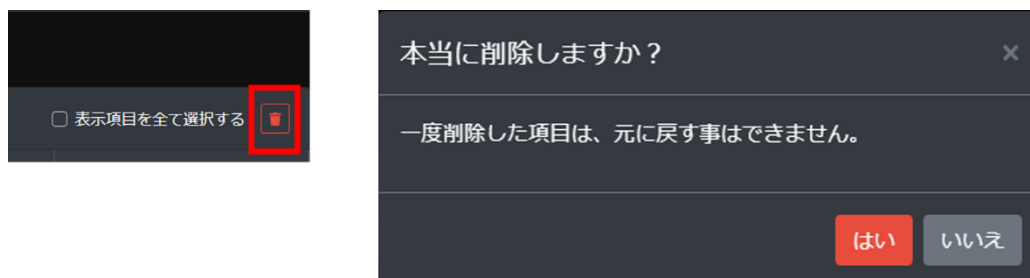 表示項目を全て選択する
本当に削除しますか？
×
一度削除した項目は、元に戻す事はできません。
はい
いいえ